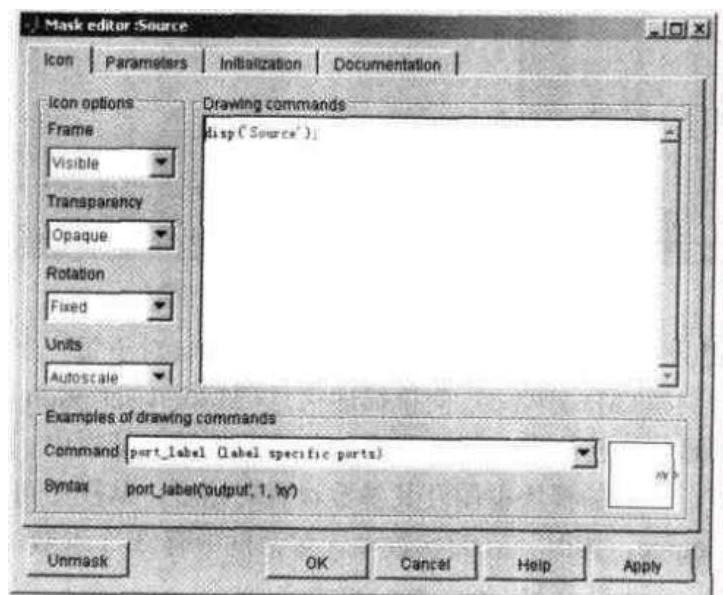 Mask editor :Source
Icon
Parameters
Initialization
Documentation
Icon options
Frame
Visible
Transparency
Opaque
Rotation
Fixed
Units
Autoscale
Drawing commands
disp('Source');
Examples of drawing commands
Command
port_label (label specific ports)
Syntax
port_label('output', 1, 'xy')
xy
Unmask
OK
Cancel
Help
Apply